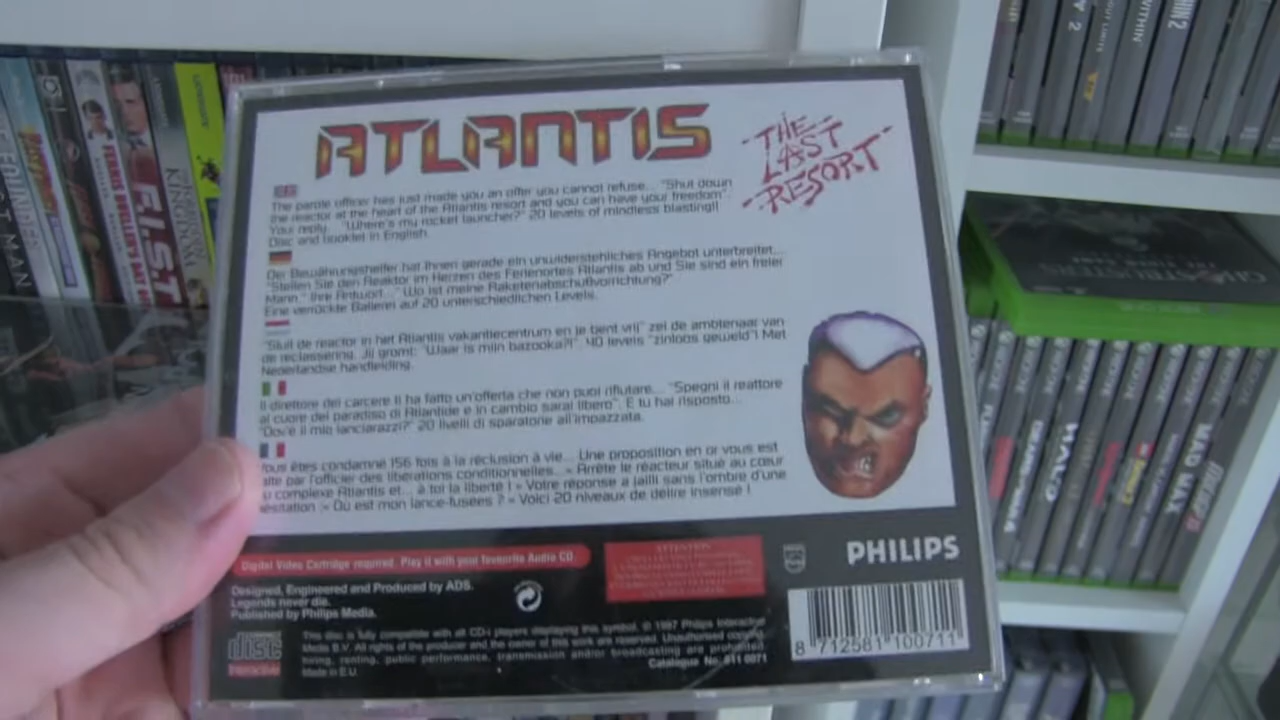 ATLANTIS
THE
LAST
RESORT
The parole officer has just made you an offer you cannot refuse... "Shut down
the reactor at the heart of the Atlantis resort and you can have your freedom".
Your reply... "Where's my rocket launcher?" 20 levels of mindless blasting!!
Disc and booklet in English.
Der Bewährungshelfer hat Ihnen gerade ein unwiderstehliches Angebot unterbreitet...
"Stellen Sie den Reaktor im Herzen des Ferienortes Atlantis ab und Sie sind ein freier
Mann." Ihre Antwort..." Wo ist meine Raketenabschußvorrichtung?"
Eine verrückte Ballerei auf 20 unterschiedlichen Levels.
"Sluit de reactor in het Atlantis vakantiecentrum en je bent vrij" zei de ambtenaar van
de reclassering. Jij gromt: "Waar is mijn bazooka?!". 40 levels "zinloos geweld"! Met
Nederlandse handleiding.
Il direttore del carcere ti ha fatto un'offerta che non puoi rifiutare... "Spegni il reattore
al cuore del paradiso di Atlantide e in cambio sarai libero". E tu hai risposto...
"Dov'è il mio lanciarazzi?" 20 livelli di sparatorie all'impazzata.
Vous êtes condamné 156 fois à la réclusion à vie... Une proposition en or vous est
faite par l'officier des libérations conditionnelles... « Arrête le réacteur situé au cœur
du complexe Atlantis et... à toi la liberté ! » Votre réponse a jailli sans l'ombre d'une
hésitation :« Où est mon lance-fusées ? » Voici 20 niveaux de délire insensé !
Digital Video Cartridge required. Play it with your favourite Audio CD.
ATTENTION
PHILIPS
Designed, Engineered and Produced by ADS.
Legends never die.
Published by Philips Media.
disc
Interactive
This disc is fully compatible with all CD-i players displaying this symbol. © 1997 Philips Interactive
Media B.V. All rights of the producer and the owner of this work are reserved. Unauthorised copying,
hiring, renting, public performance, transmission and/or broadcasting are prohibited.
Made in E.U.
Catalogue No. 811 0071
8 712581 100711
FERRIS BUELLER'S DAY
F.I.S.T
KINGDOM
HALO
MAD MAX
WITHIN